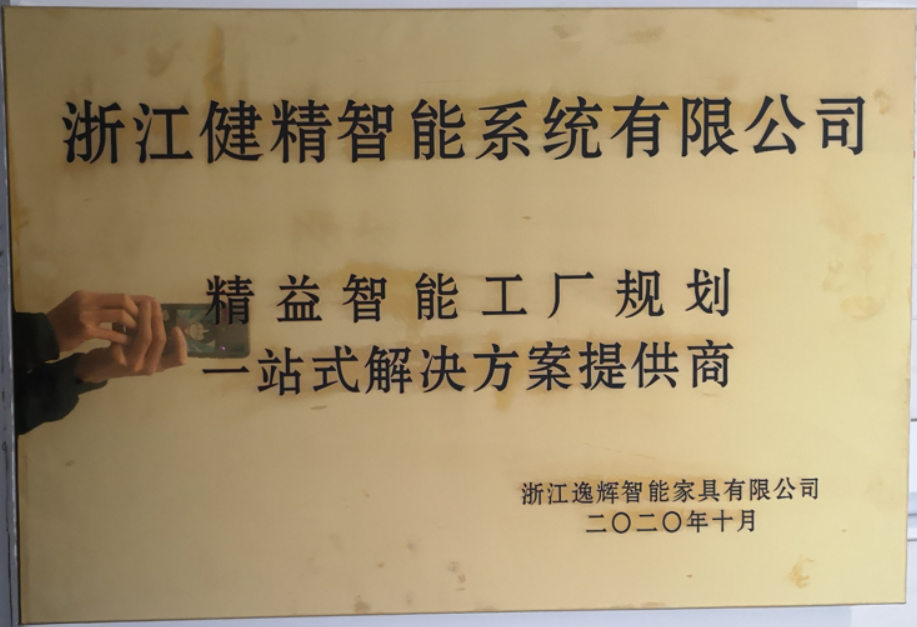 浙江健精智能系统有限公司
精益智能工厂规划
一站式解决方案提供商
浙江逸辉智能家具有限公司
二〇二〇年十月